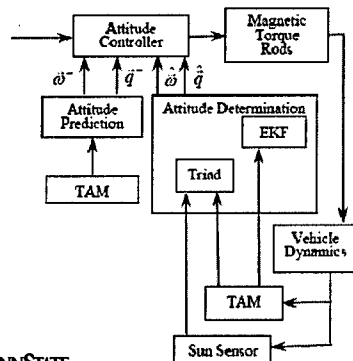 Attitude
Controller
Magnetic
Torque
Rods
Attitude
Prediction
Attitude Determination
EKF
Triad
TAM
Vehicle
Dynamics
TAM
Sun Sensor